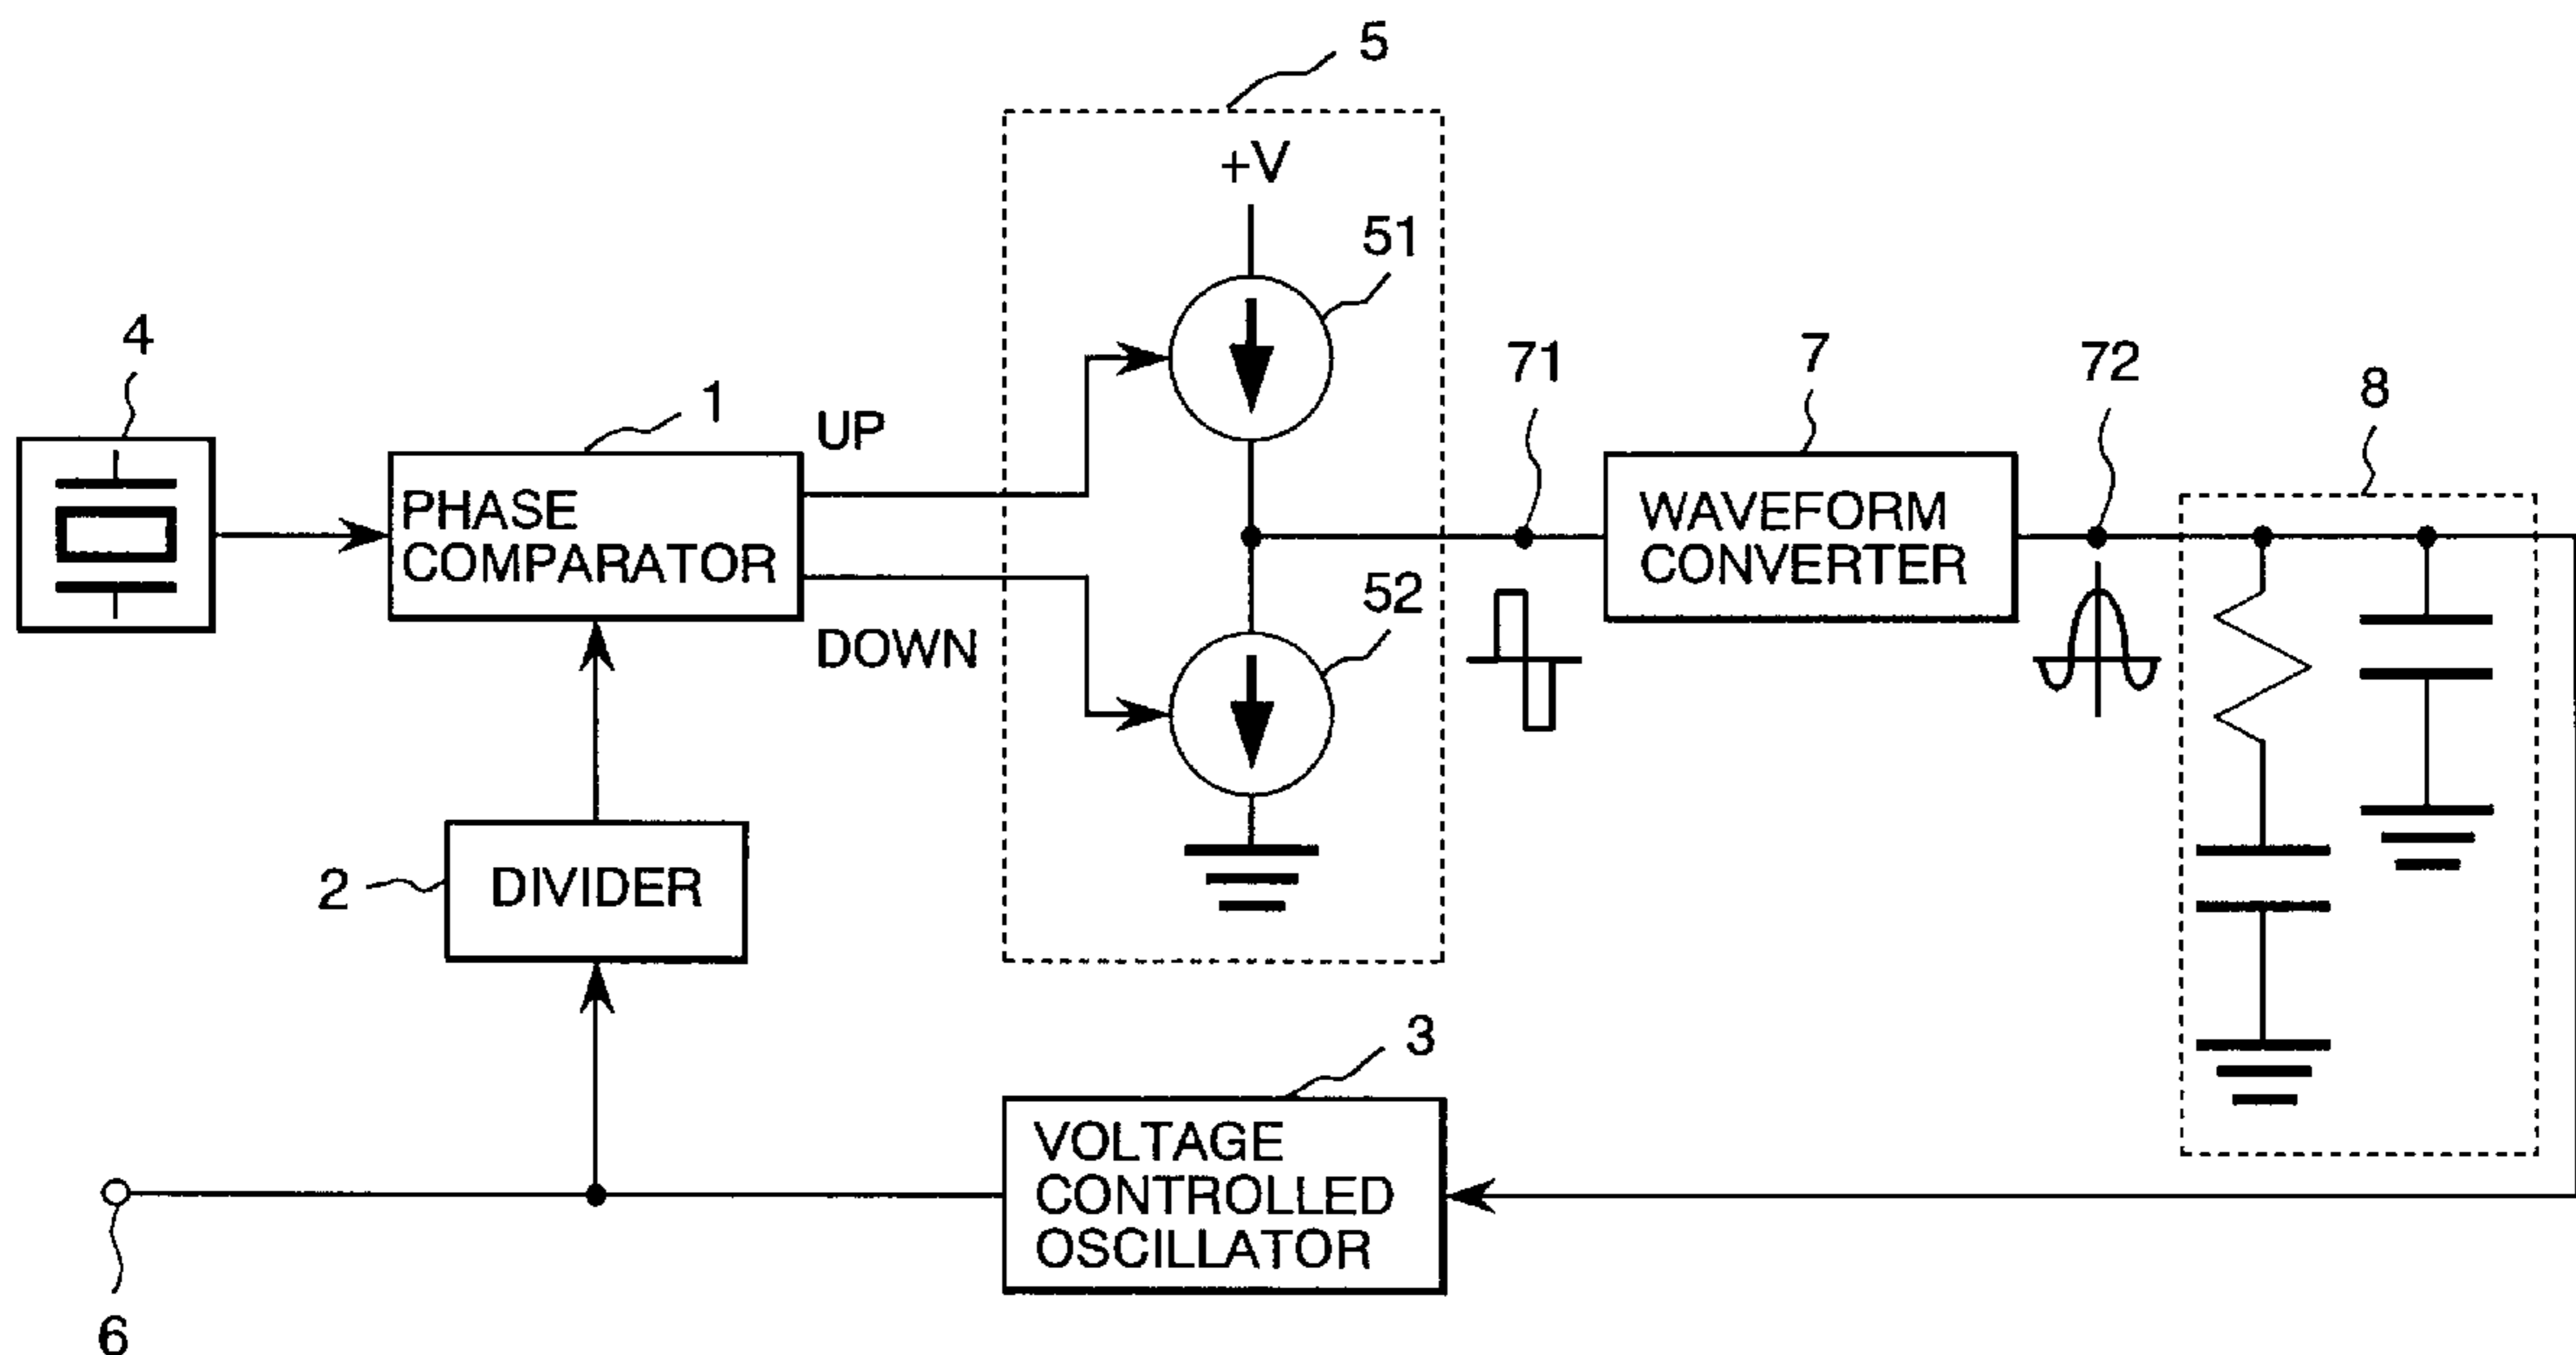 5
+V
51
4
1
UP
71
7
72
8
PHASE
COMPARATOR
WAVEFORM
CONVERTER
52
DOWN
2
DIVIDER
3
VOLTAGE
CONTROLLED
OSCILLATOR
6